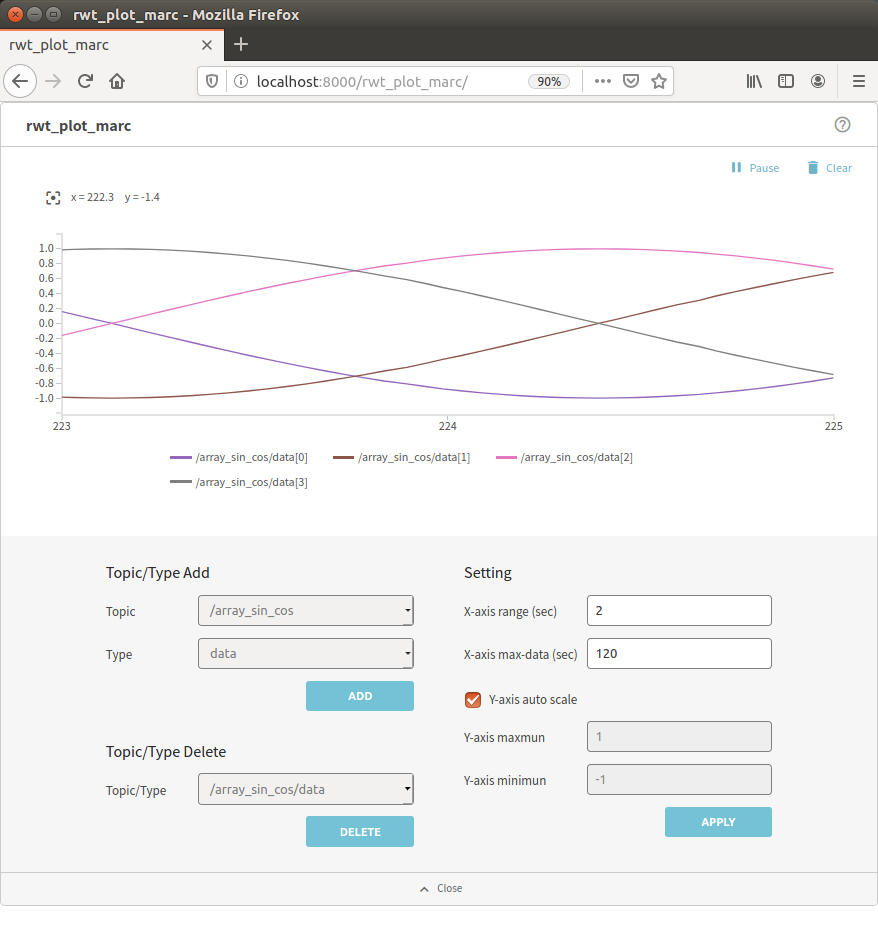 rwt_plot_marc - Mozilla Firefox
rwt_plot_marc
localhost:8000/rwt_plot_marc/ 90%
rwt_plot_marc
Pause Clear
x = 222.3 y = -1.4
1.0
0.8
0.6
0.4
0.2
0.0
-0.2
-0.4
-0.6
-0.8
-1.0
223 224 225
/array_sin_cos/data[0] /array_sin_cos/data[1] /array_sin_cos/data[2]
/array_sin_cos/data[3]
Topic/Type Add
Topic /array_sin_cos
Type data
ADD
Topic/Type Delete
Topic/Type /array_sin_cos/data
DELETE
Setting
X-axis range (sec) 2
X-axis max-data (sec) 120
Y-axis auto scale
Y-axis maxmun 1
Y-axis minimun -1
APPLY
Close